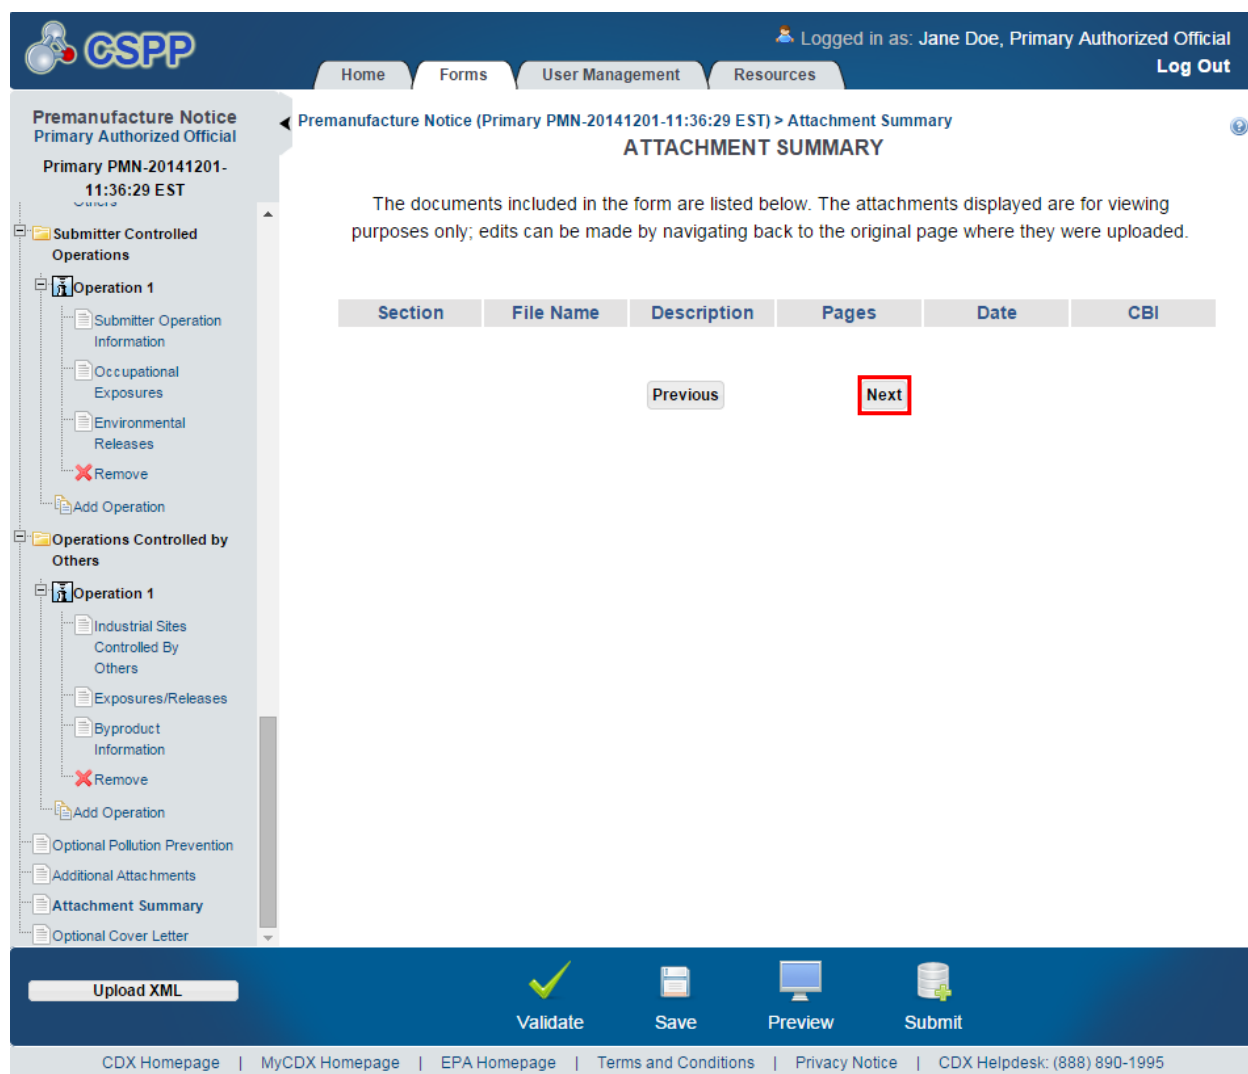 CSPP
Logged in as: Jane Doe, Primary Authorized Official
Log Out
Home
Forms
User Management
Resources
Premanufacture Notice
Primary Authorized Official
Primary PMN-20141201-
11:36:29 EST
Others
Submitter Controlled
Operations
Operation 1
Submitter Operation
Information
Occupational
Exposures
Environmental
Releases
Remove
Add Operation
Operations Controlled by
Others
Operation 1
Industrial Sites
Controlled By
Others
Exposures/Releases
Byproduct
Information
Remove
Add Operation
Optional Pollution Prevention
Additional Attachments
Attachment Summary
Optional Cover Letter
Premanufacture Notice (Primary PMN-20141201-11:36:29 EST) > Attachment Summary
ATTACHMENT SUMMARY
The documents included in the form are listed below. The attachments displayed are for viewing
purposes only; edits can be made by navigating back to the original page where they were uploaded.
Section File Name Description Pages Date CBI
Previous Next
Upload XML
Validate Save Preview Submit
CDX Homepage | MyCDX Homepage | EPA Homepage | Terms and Conditions | Privacy Notice | CDX Helpdesk: (888) 890-1995